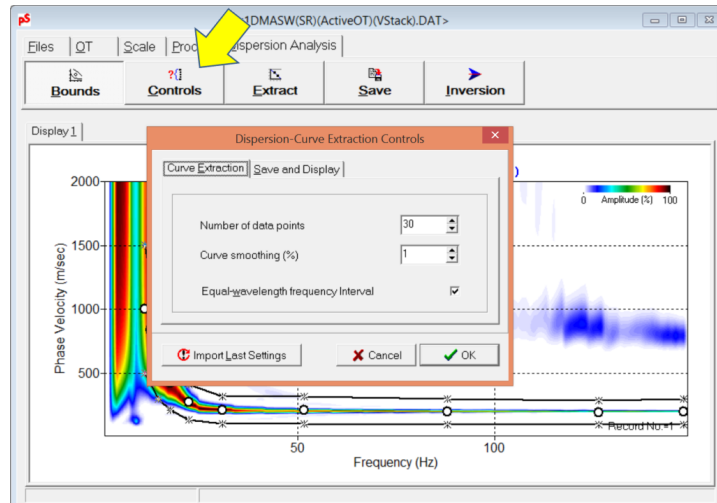 pS
1DMASW(SR)(ActiveOT)(VStack).DAT>
Files OT Scale Dispersion Analysis
?{]
Bounds Controls Extract Save Inversion
Display 1
Dispersion-Curve Extraction Controls
Curve Extraction Save and Display
)
Number of data points 30
Curve smoothing (%) 1
Equal-wavelength frequency Interval
Import Last Settings Cancel OK
0 Amplitude (%) 100
2000
1500
1000
500
Phase Velocity (m/sec)
Record No.=1
50 100
Frequency (Hz)